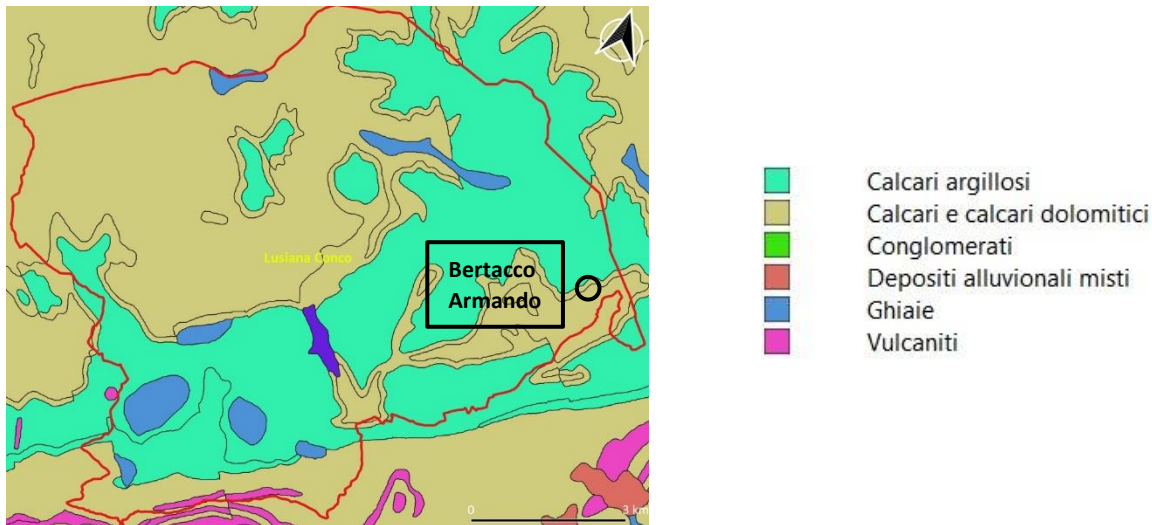 Lusiana Conco
Bertacco
Armando
0 3 km
Calcari argillosi
Calcari e calcari dolomitici
Conglomerati
Depositi alluvionali misti
Ghiaie
Vulcaniti